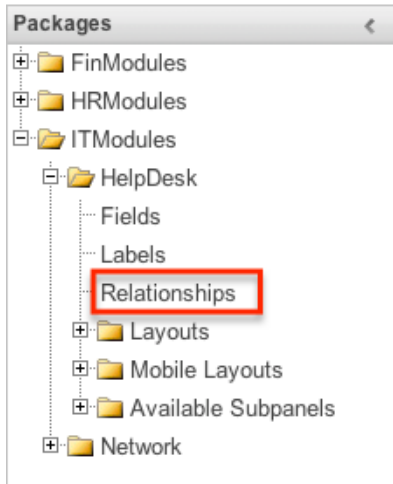 Packages
FinModules
HRModules
ITModules
HelpDesk
Fields
Labels
Relationships
Layouts
Mobile Layouts
Available Subpanels
Network